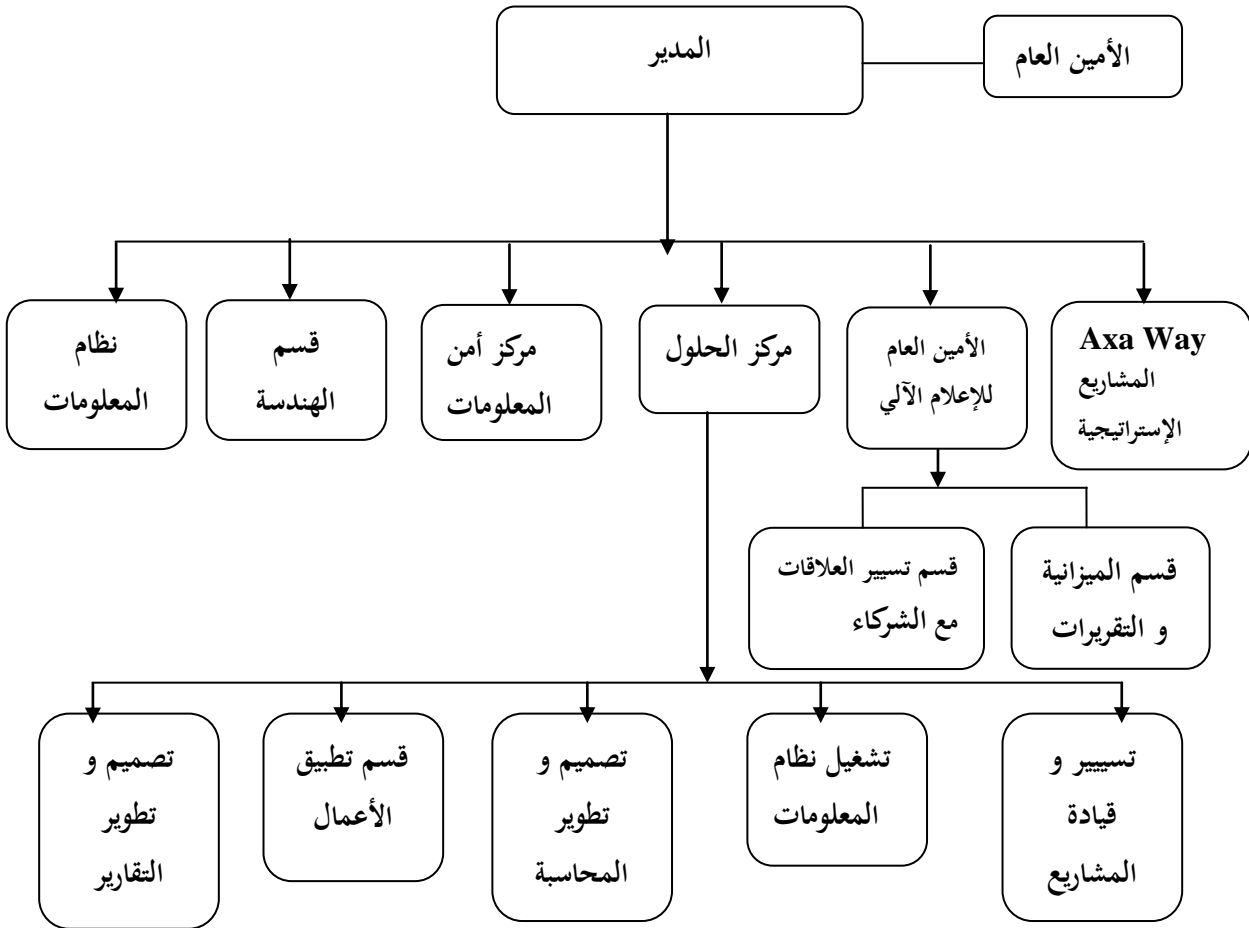 الأمين العام
المدير
Axa Way
المشاريع
الإستراتيجية
الأمين العام
للإعلام الآلي
مركز الحلول
مركز أمن
المعلومات
قسم
الهندسة
نظام
المعلومات
قسم الميزانية
و التقريرات
قسم تسيير العلاقات
مع الشركاء
تسييير و
قيادة
المشاريع
تشغيل نظام
المعلومات
تصميم و
تطوير
المحاسبة
قسم تطبيق
الأعمال
تصميم و
تطوير
التقارير